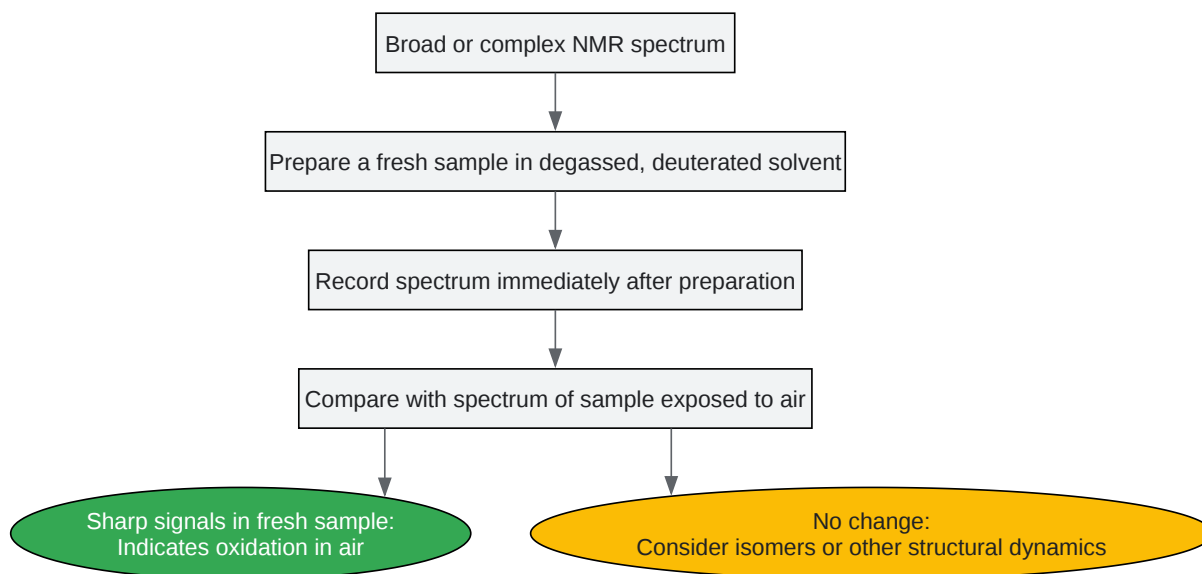 Broad or complex NMR spectrum
Prepare a fresh sample in degassed, deuterated solvent
Record spectrum immediately after preparation
Compare with spectrum of sample exposed to air
Sharp signals in fresh sample:
Indicates oxidation in air
No change:
Consider isomers or other structural dynamics